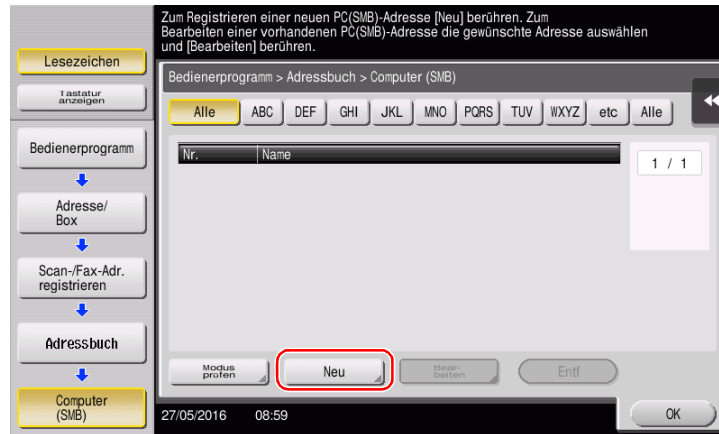 Zum Registrieren einer neuen PC(SMB)-Adresse [Neu] berühren. Zum
Bearbeiten einer vorhandenen PC(SMB)-Adresse die gewünschte Adresse auswählen
und [Bearbeiten] berühren.
Lesezeichen
Tastatur
anzeigen
Bedienerprogramm
Adresse/
Box
Scan-/Fax-Adr.
registrieren
Adressbuch
Computer
(SMB)
Bedienerprogramm > Adressbuch > Computer (SMB)
Alle ABC DEF GHI JKL MNO PQRS TUV WXYZ etc Alle
Nr. Name
1 / 1
Modus
prüfen
Neu
Bear-
beiten
Entf
27/05/2016 08:59
OK